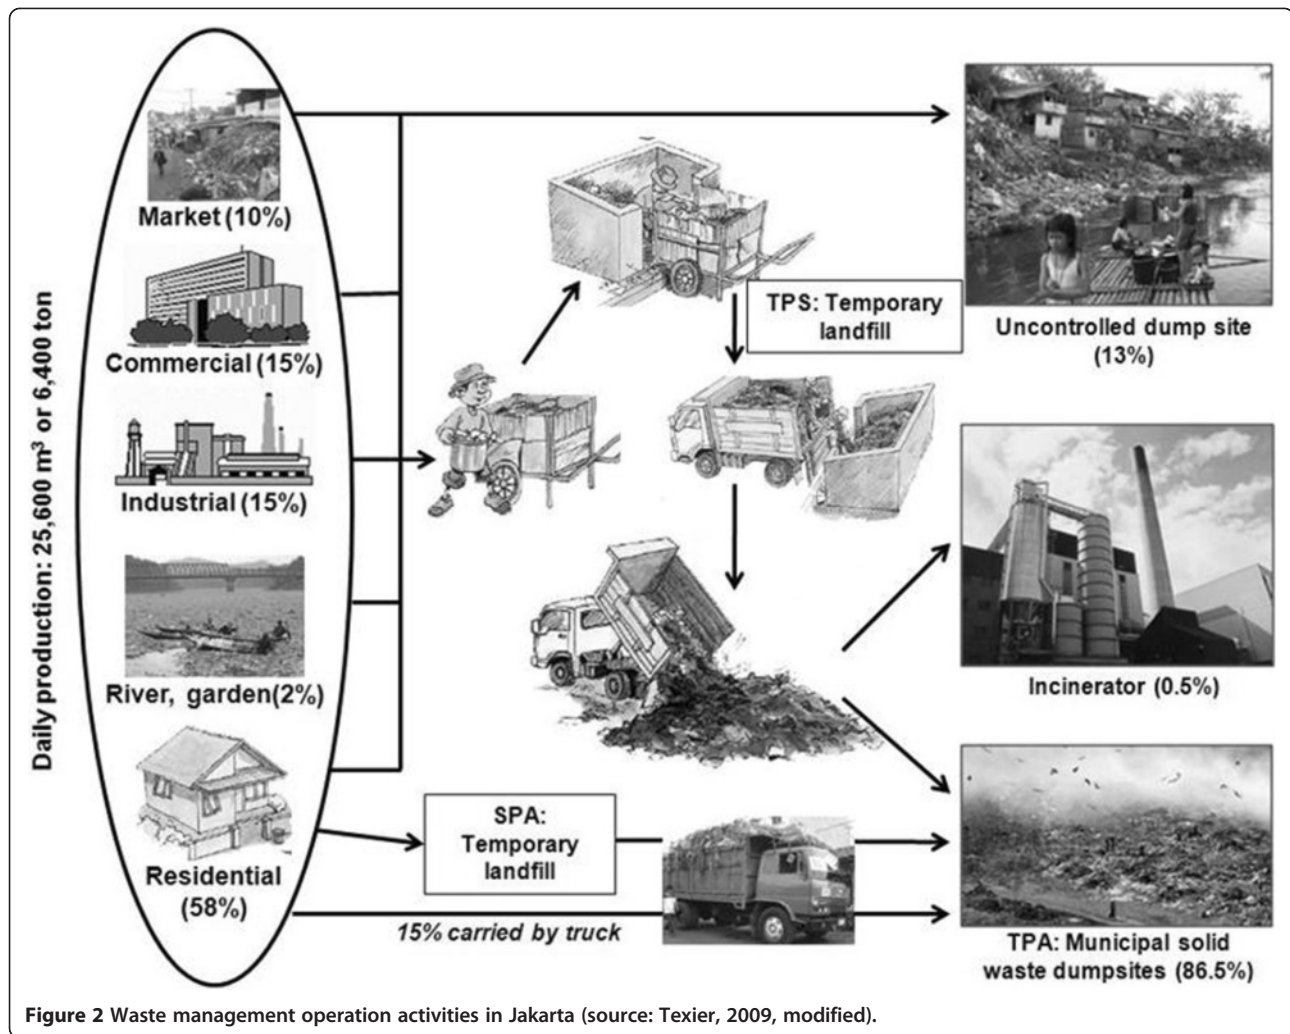 Daily production: 25,600 m³ or 6,400 ton
Market (10%)
Commercial (15%)
Industrial (15%)
River, garden(2%)
Residential
(58%)
TPS: Temporary
landfill
SPA:
Temporary
landfill
15% carried by truck
Uncontrolled dump site
(13%)
Incinerator (0.5%)
TPA: Municipal solid
waste dumpsites (86.5%)
Figure 2 Waste management operation activities in Jakarta (source: Texier, 2009, modified).